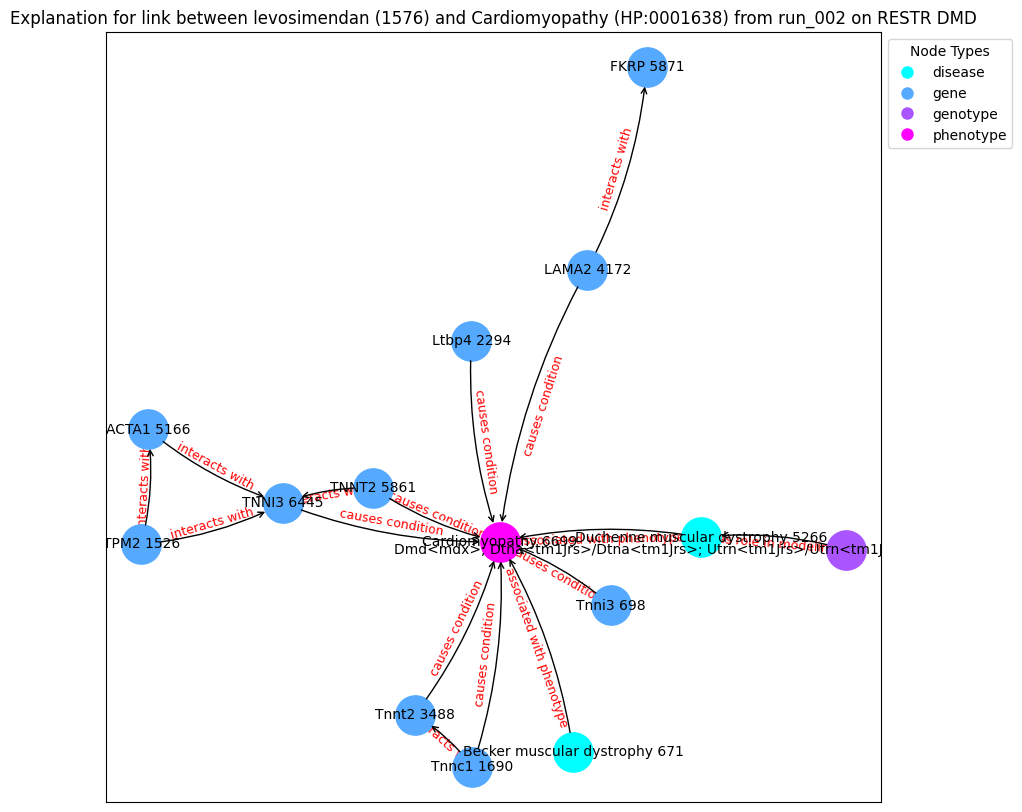 Explanation for link between levosimendan (1576) and Cardiomyopathy (HP:0001638) from run_002 on RESTR DMD
Node Types
disease
gene
genotype
phenotype
FKRP 5871
interacts with
LAMA2 4172
Ltbp4 2294
causes condition
causes condition
ACTA1 5166
interacts with
interacts with
TNNT2 5861
TNNI3 6445
causes condition
causes condition
interacts with
TPM2 1526
Cardiomyopathy 6699
Duchenne muscular dystrophy 5266
Dmd<mdx>; Dtna<tm1Jrs>/Dtna<tm1Jrs>; Utrn<tm1Jrs>/Utrn<tm1J
causes condition
Tnni3 698
causes condition
causes condition
associated with phenotype
Tnnt2 3488
Becker muscular dystrophy 671
Tnnc1 1690